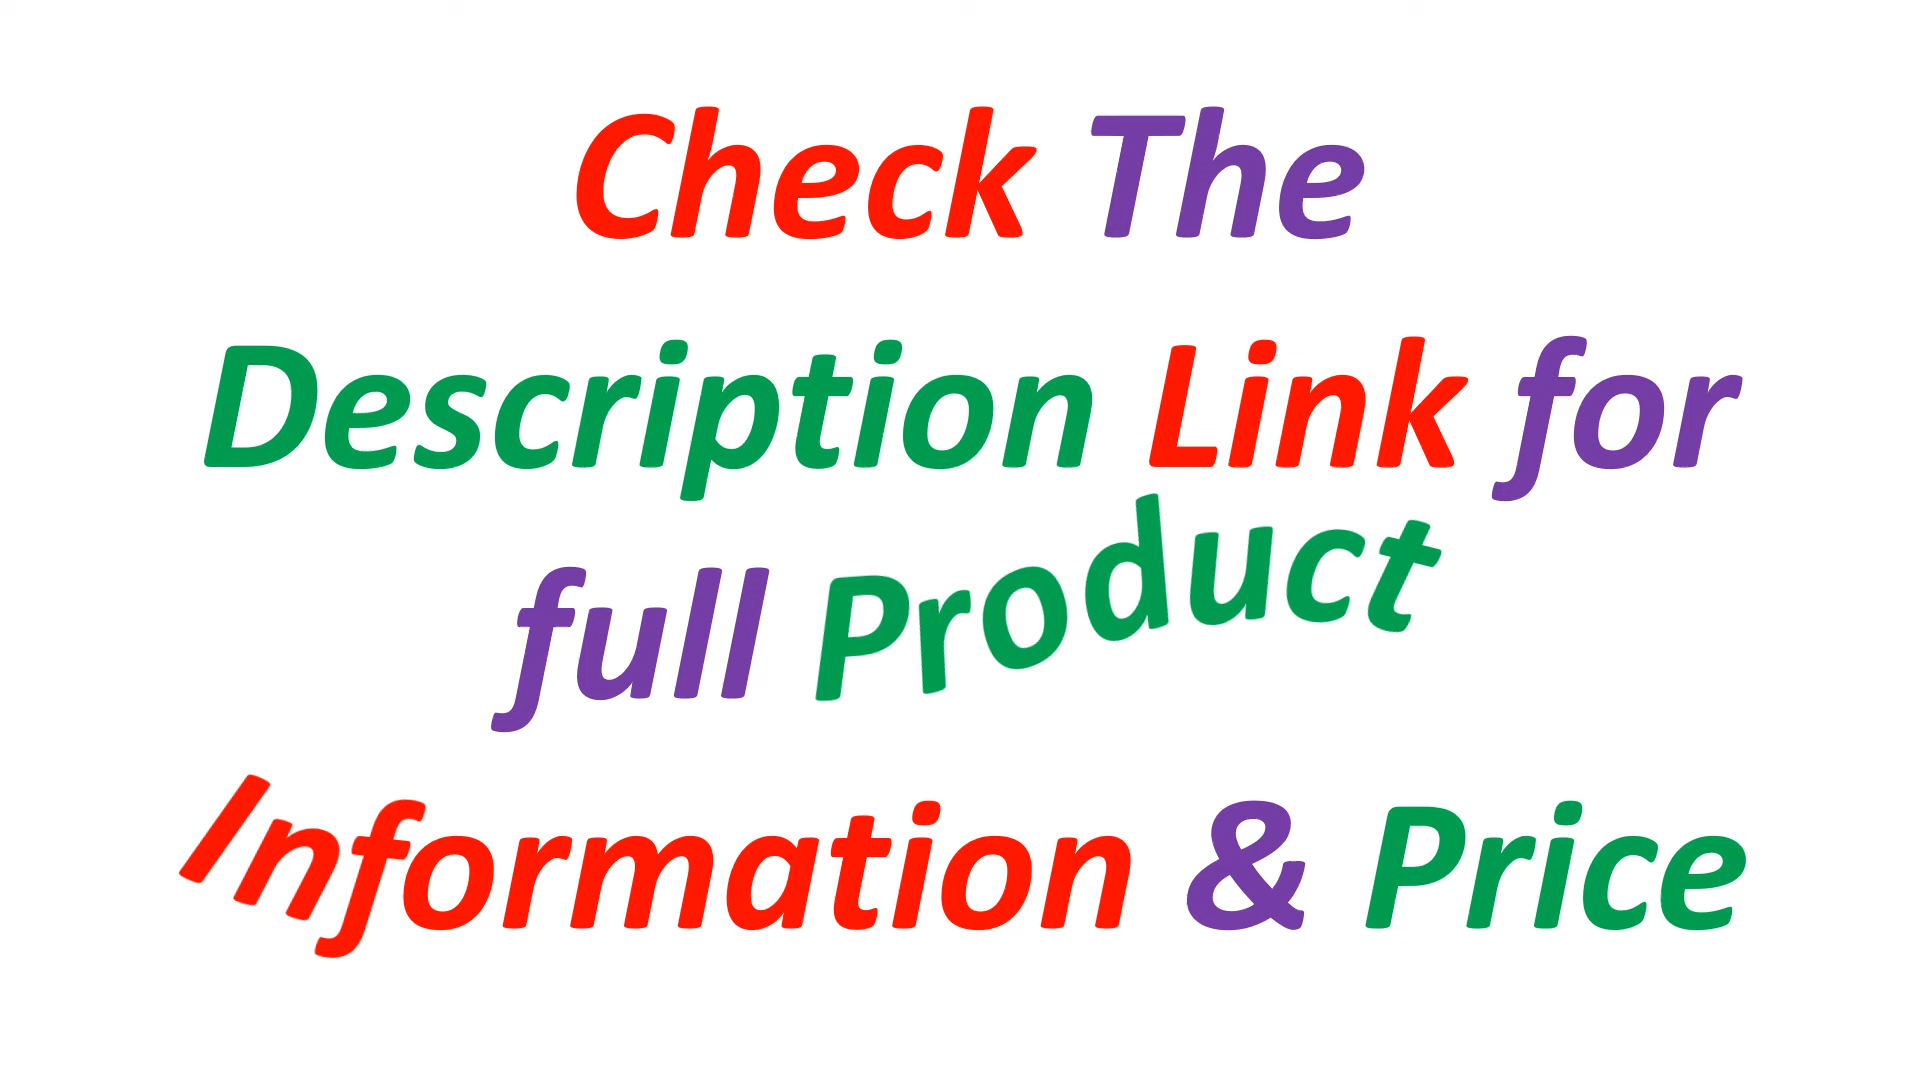 Check The
Description Link for
full Product
Information & Price